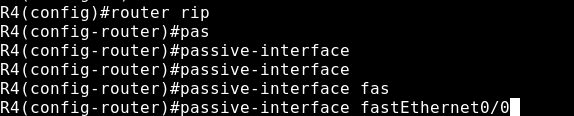 R4(config)#router rip
R4(config-router)#pas
R4(config-router)#passive-interface
R4(config-router)#passive-interface
R4(config-router)#passive-interface fas
R4(config-router)#passive-interface fastEthernet0/0